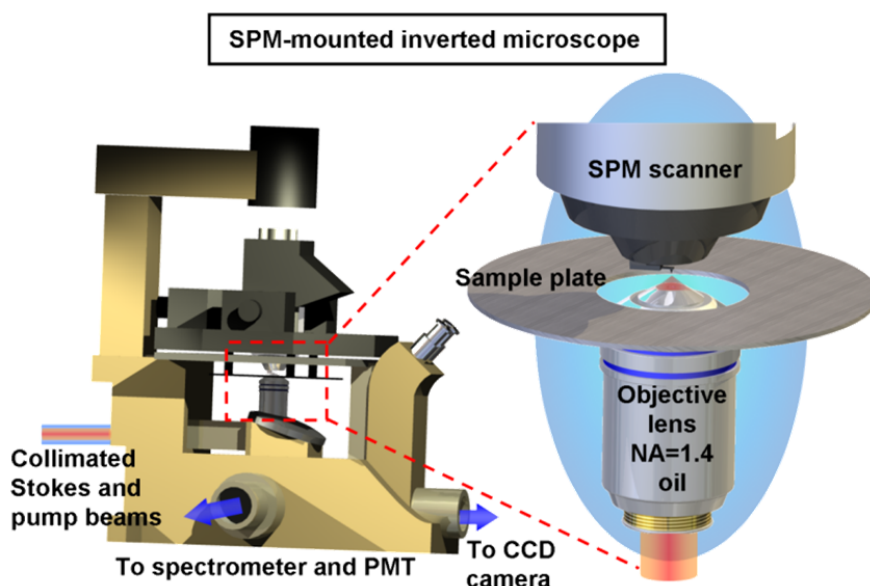 SPM-mounted inverted microscope
SPM scanner
Sample plate
Objective
lens
NA=1.4
oil
Collimated
Stokes and
pump beams
To spectrometer and PMT
To CCD
camera